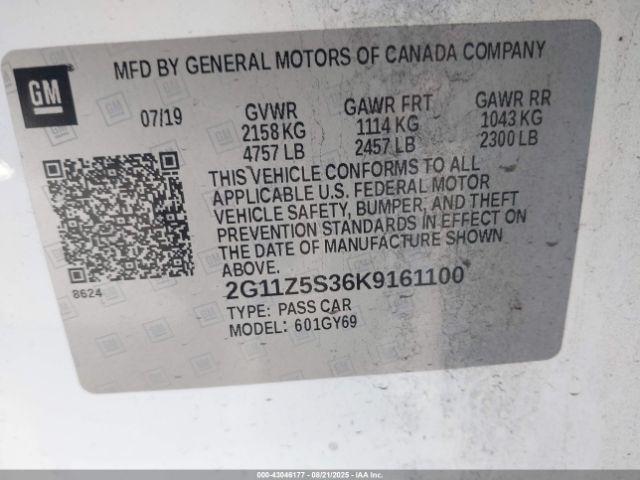 MFD BY GENERAL MOTORS OF CANADA COMPANY
GM
07/19 GVWR GAWR FRT GAWR RR
2158 KG 1114 KG 1043 KG
4757 LB 2457 LB 2300 LB
THIS VEHICLE CONFORMS TO ALL
APPLICABLE U.S. FEDERAL MOTOR
VEHICLE SAFETY, BUMPER, AND THEFT
PREVENTION STANDARDS IN EFFECT ON
THE DATE OF MANUFACTURE SHOWN
ABOVE.
8624
2G11Z5S36K9161100
TYPE: PASS CAR
MODEL: 601GY69
000-43046177 - 08/21/2025 - IAAI.com